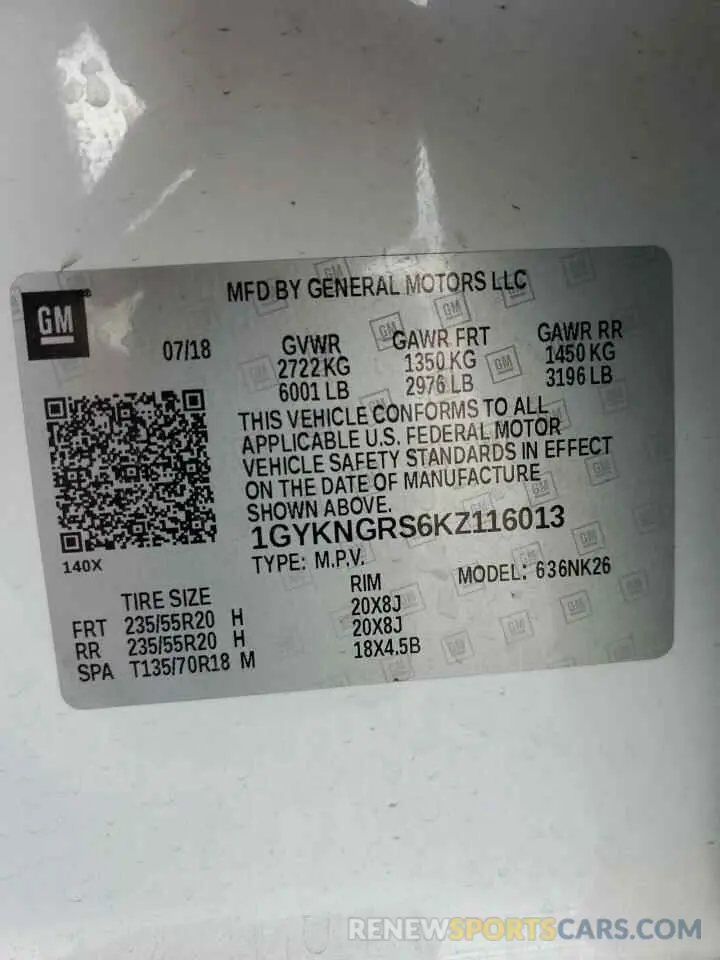 MFD BY GENERAL MOTORS LLC
GM
07/18 GVWR GAWR FRT GAWR RR
2722 KG 1350 KG 1450 KG
6001 LB 2976 LB 3196 LB
THIS VEHICLE CONFORMS TO ALL
APPLICABLE U.S. FEDERAL MOTOR
VEHICLE SAFETY STANDARDS IN EFFECT
ON THE DATE OF MANUFACTURE
SHOWN ABOVE.
1GYKNGRS6KZ116013
140X
TYPE: M.P.V. MODEL: 636NK26
TIRE SIZE RIM
FRT 235/55R20 H 20X8J
RR 235/55R20 H 20X8J
SPA T135/70R18 M 18X4.5B
RENEWSPORTSCARS.COM